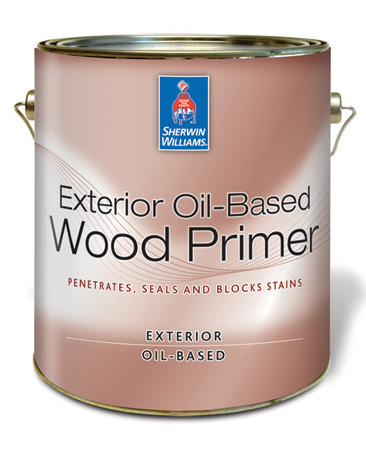 SHERWIN
WILLIAMS.
Exterior Oil-Based
Wood Primer
PENETRATES, SEALS AND BLOCKS STAINS
EXTERIOR
OIL-BASED